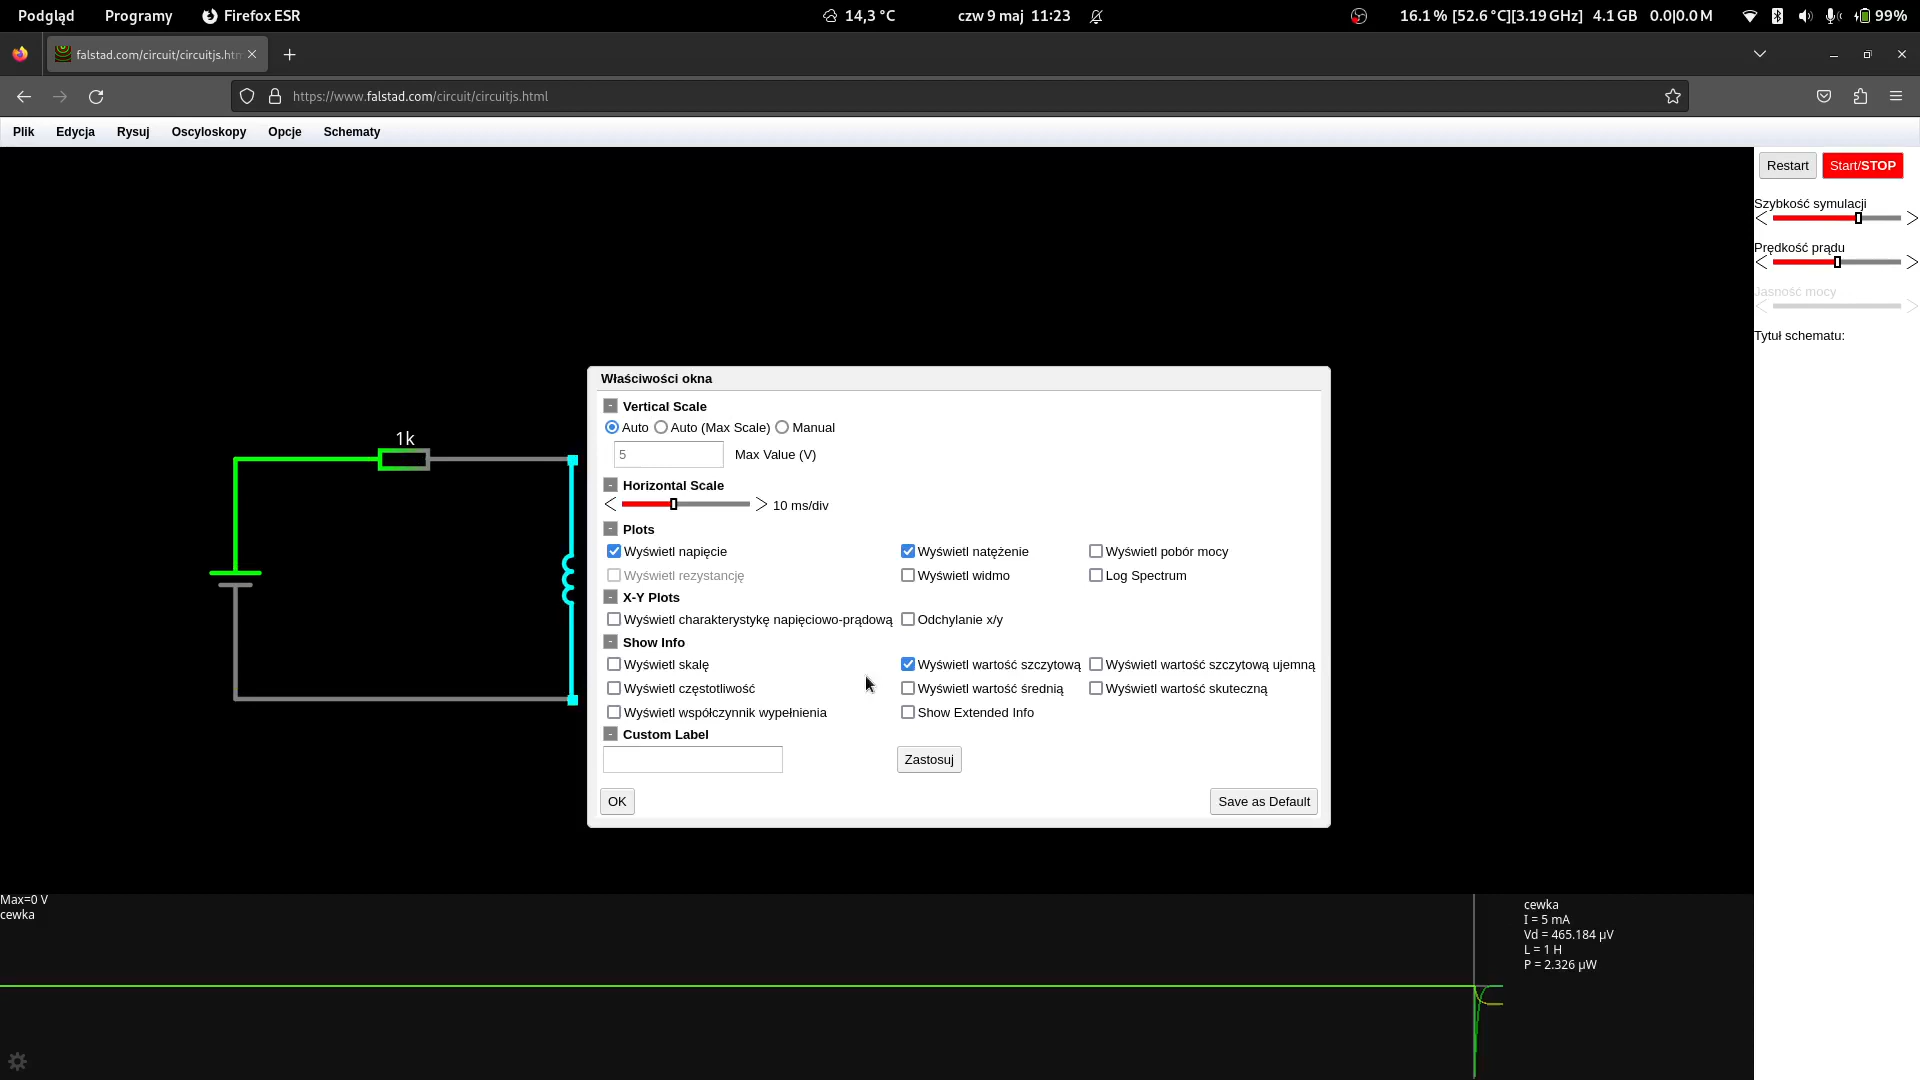 Podgląd Programy Firefox ESR 14,3 °C czw 9 maj 11:23 16.1 % [52.6 °C][3.19 GHz] 4.1 GB 0.0|0.0 M 99%
falstad.com/circuit/circuitjs.htm
https://www.falstad.com/circuit/circuitjs.html
Plik Edycja Rysuj Oscyloskopy Opcje Schematy
Restart Start/STOP
Szybkość symulacji
Prędkość prądu
Jasność mocy
Tytuł schematu:
1k
Właściwości okna
- Vertical Scale
Auto Auto (Max Scale) Manual
5 Max Value (V)
- Horizontal Scale
10 ms/div
- Plots
Wyświetl napięcie Wyświetl natężenie Wyświetl pobór mocy
Wyświetl rezystancję Wyświetl widmo Log Spectrum
- X-Y Plots
Wyświetl charakterystykę napięciowo-prądową Odchylanie x/y
- Show Info
Wyświetl skalę Wyświetl wartość szczytową Wyświetl wartość szczytową ujemną
Wyświetl częstotliwość Wyświetl wartość średnią Wyświetl wartość skuteczną
Wyświetl współczynnik wypełnienia Show Extended Info
- Custom Label
Zastosuj
OK Save as Default
Max=0 V
cewka
cewka
I = 5 mA
Vd = 465.184 μV
L = 1 H
P = 2.326 μW